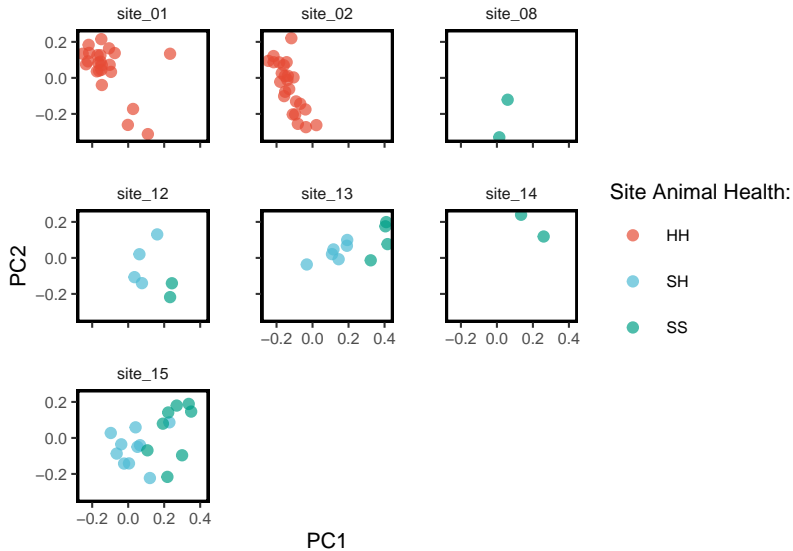 site_01 site_02 site_08
0.2
0.0
−0.2
site_12 site_13 site_14
0.2
0.0
−0.2
−0.2 0.0 0.2 0.4 −0.2 0.0 0.2 0.4
site_15
0.2
0.0
−0.2
−0.2 0.0 0.2 0.4
PC1
PC2
Site Animal Health:
HH
SH
SS